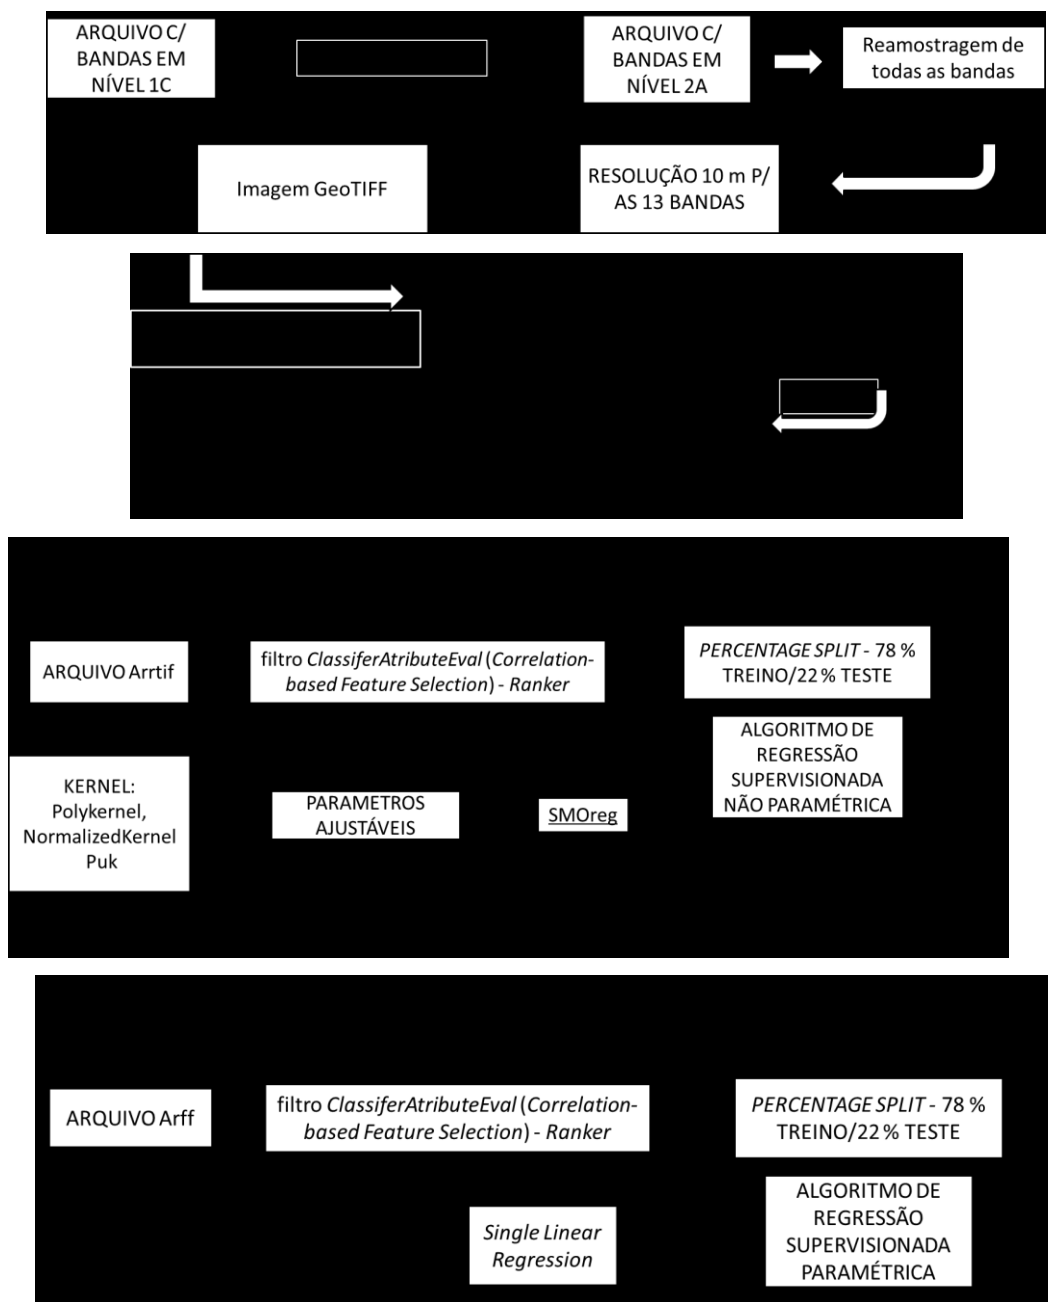 ARQUIVO C/
BANDAS EM
NÍVEL 1C
ARQUIVO C/
BANDAS EM
NÍVEL 2A
Reamostragem de
todas as bandas
Imagem GeoTIFF
RESOLUÇÃO 10 m P/
AS 13 BANDAS
ARQUIVO Arrtif
filtro ClassiferAtributeEval (Correlation-
based Feature Selection) - Ranker
PERCENTAGE SPLIT - 78 %
TREINO/22 % TESTE
KERNEL:
Polykernel,
NormalizedKernel
Puk
PARAMETROS
AJUSTÁVEIS
SMOreg
ALGORITMO DE
REGRESSÃO
SUPERVISIONADA
NÃO PARAMÉTRICA
ARQUIVO Arff
filtro ClassiferAtributeEval (Correlation-
based Feature Selection) - Ranker
PERCENTAGE SPLIT - 78 %
TREINO/22 % TESTE
Single Linear
Regression
ALGORITMO DE
REGRESSÃO
SUPERVISIONADA
PARAMÉTRICA